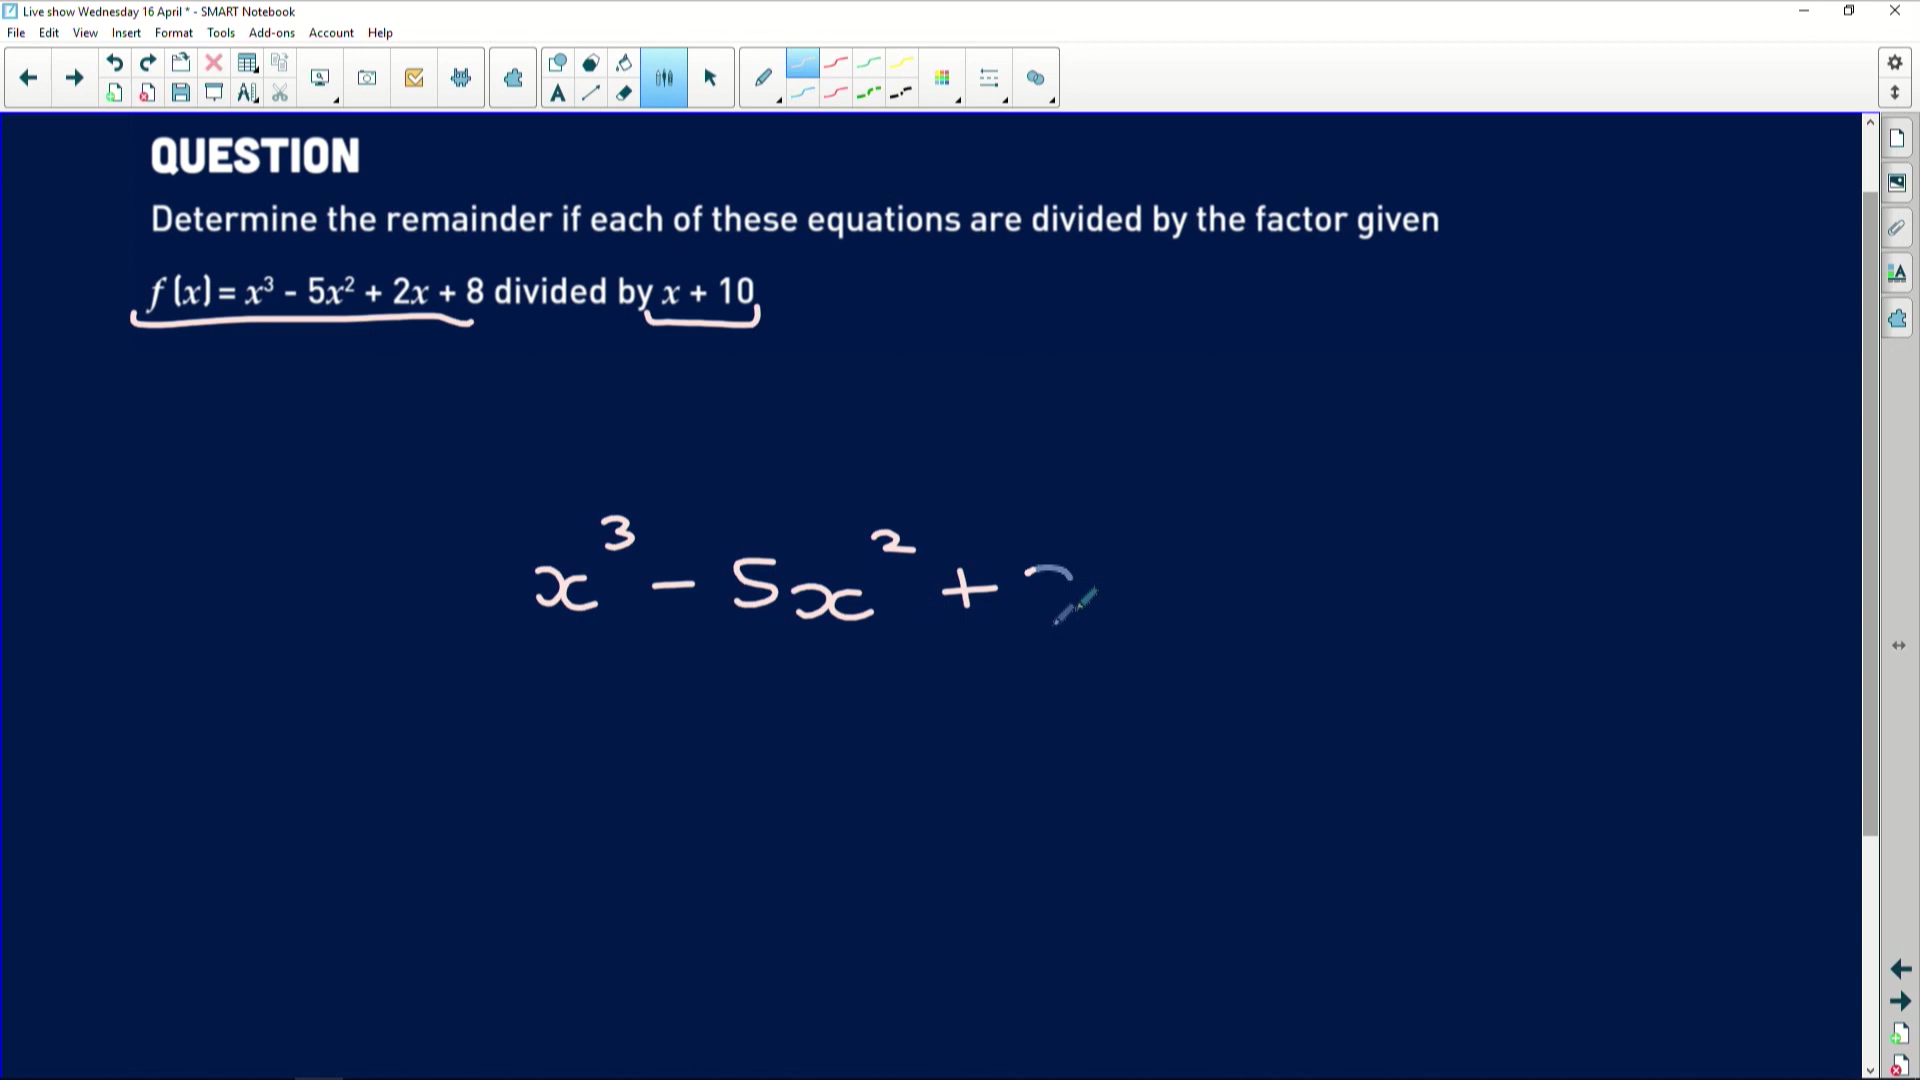 Live show Wednesday 16 April * - SMART Notebook
File Edit View Insert Format Tools Add-ons Account Help
QUESTION
Determine the remainder if each of these equations are divided by the factor given
f(x) = x³ - 5x² + 2x + 8 divided by x + 10
x³ - 5x² +